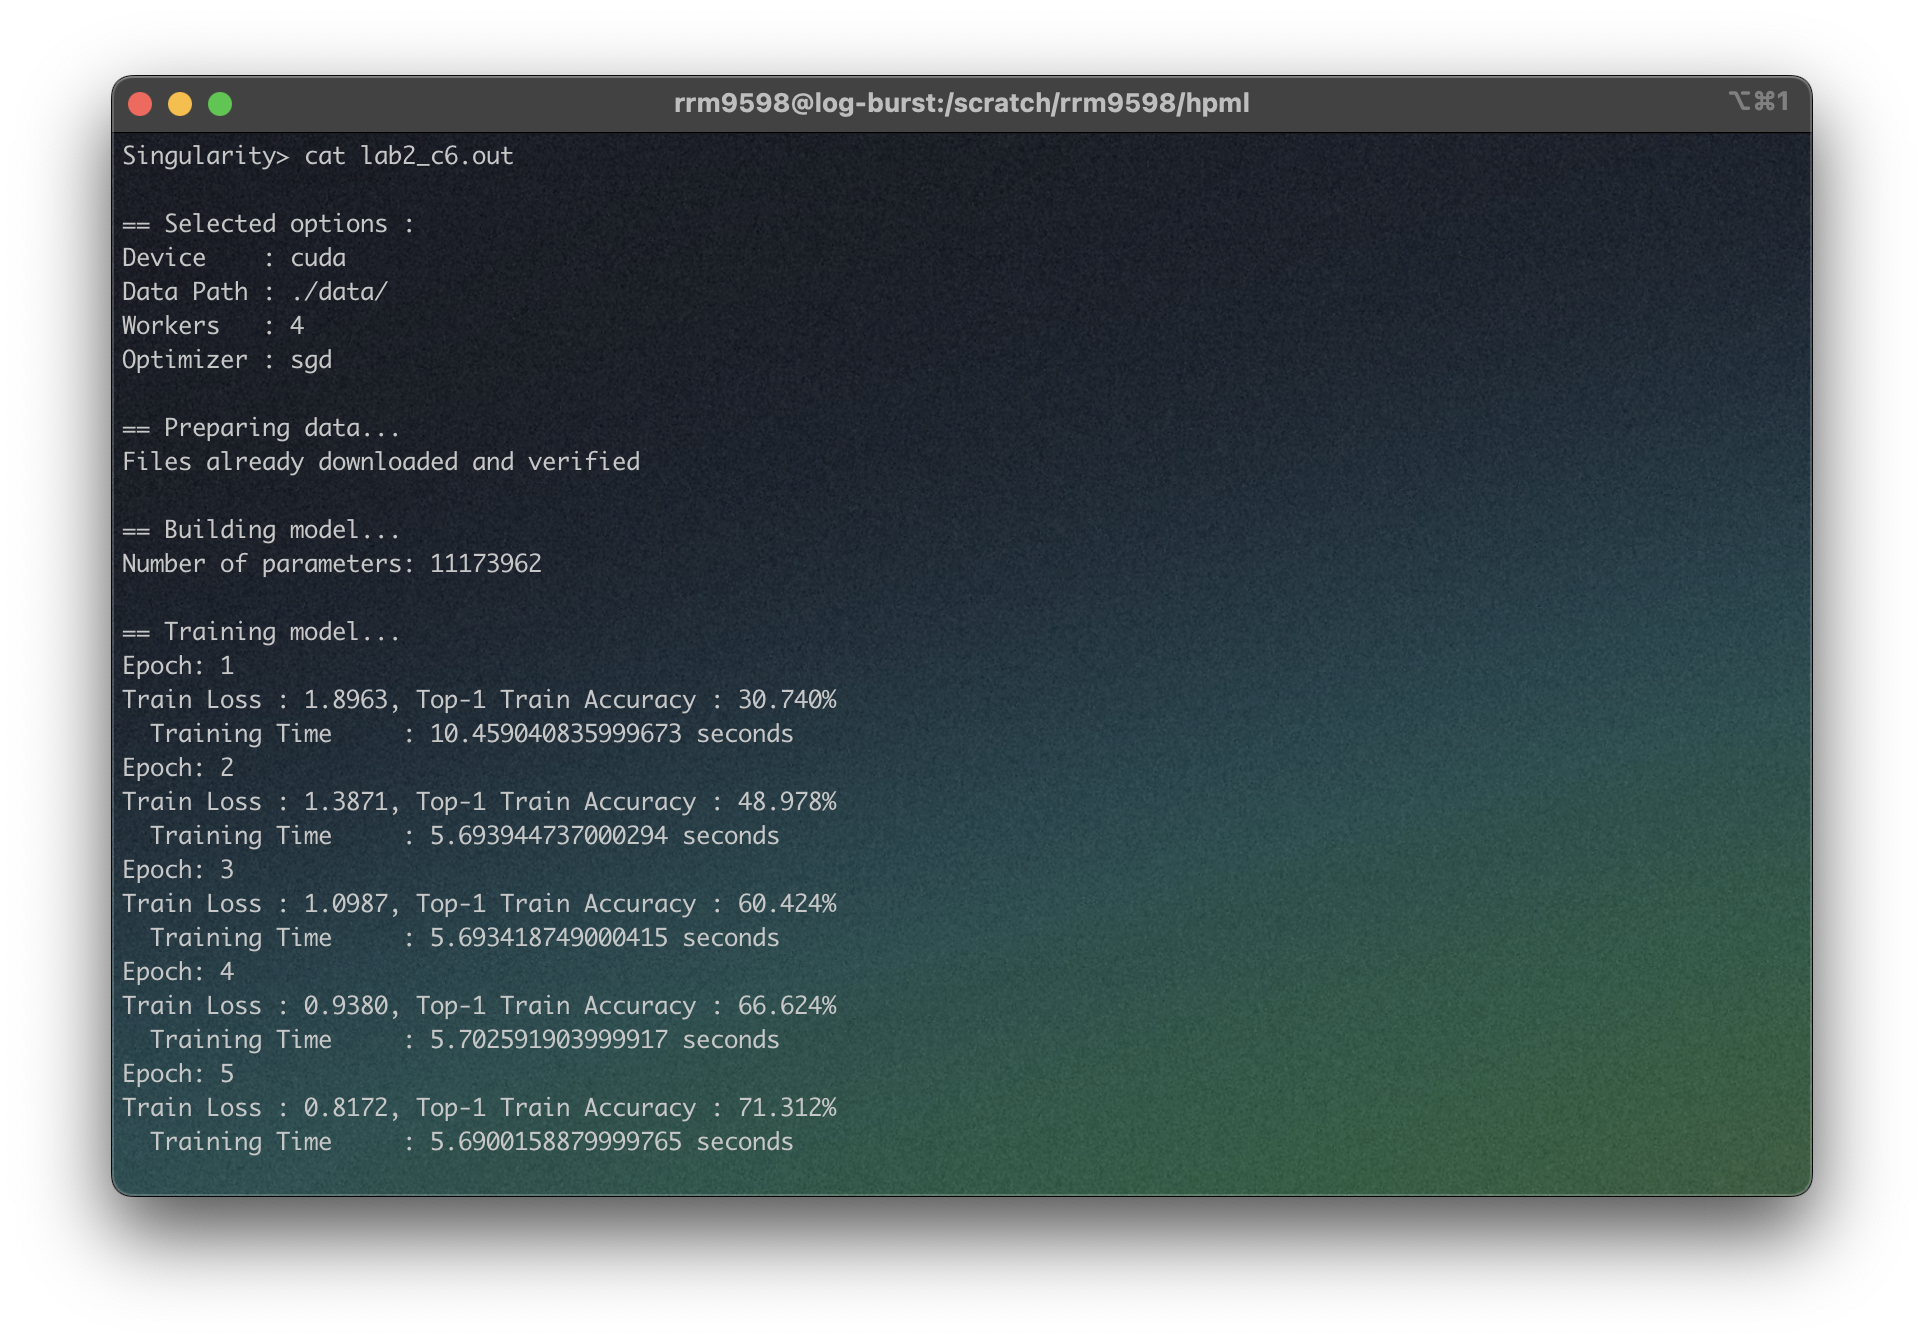 rrm9598@log-burst:/scratch/rrm9598/hpml
⌥⌘1
Singularity> cat lab2_c6.out
== Selected options :
Device    : cuda
Data Path : ./data/
Workers   : 4
Optimizer : sgd
== Preparing data...
Files already downloaded and verified
== Building model...
Number of parameters: 11173962
== Training model...
Epoch: 1
Train Loss : 1.8963, Top-1 Train Accuracy : 30.740%
  Training Time     : 10.459040835999673 seconds
Epoch: 2
Train Loss : 1.3871, Top-1 Train Accuracy : 48.978%
  Training Time     : 5.693944737000294 seconds
Epoch: 3
Train Loss : 1.0987, Top-1 Train Accuracy : 60.424%
  Training Time     : 5.693418749000415 seconds
Epoch: 4
Train Loss : 0.9380, Top-1 Train Accuracy : 66.624%
  Training Time     : 5.702591903999917 seconds
Epoch: 5
Train Loss : 0.8172, Top-1 Train Accuracy : 71.312%
  Training Time     : 5.6900158879999765 seconds